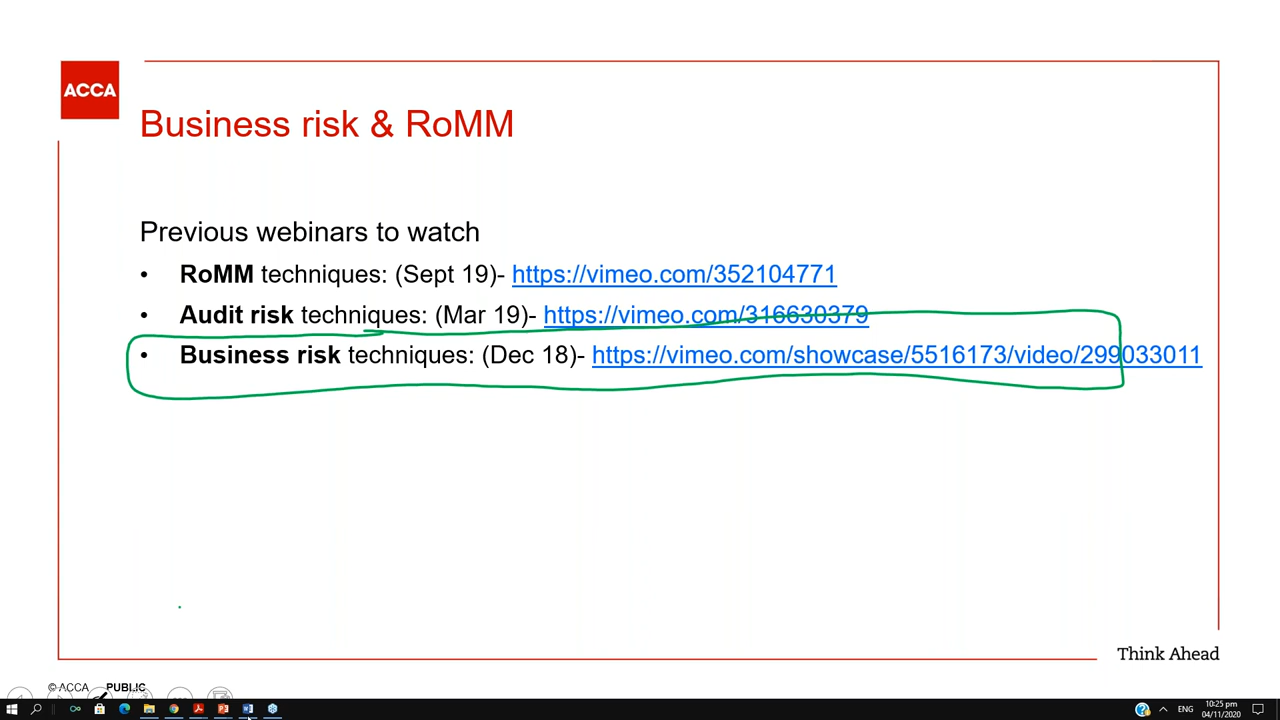 ACCA
Business risk & RoMM
Previous webinars to watch
• RoMM techniques: (Sept 19)- https://vimeo.com/352104771
• Audit risk techniques: (Mar 19)- https://vimeo.com/316630379
• Business risk techniques: (Dec 18)- https://vimeo.com/showcase/5516173/video/299033011
Think Ahead
© ACCA PUBLIC
ENG
10:25 pm
04/11/2020